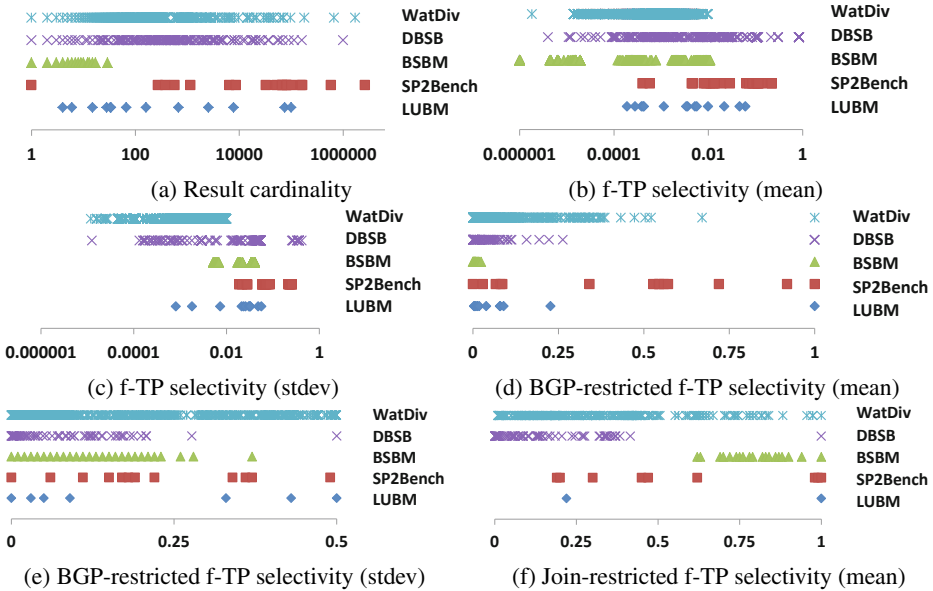 WatDiv
DBSB
BSBM
SP2Bench
LUBM
1 100 10000 1000000
(a) Result cardinality
WatDiv
DBSB
BSBM
SP2Bench
LUBM
0.000001 0.0001 0.01 1
(b) f-TP selectivity (mean)
WatDiv
DBSB
BSBM
SP2Bench
LUBM
0.000001 0.0001 0.01 1
(c) f-TP selectivity (stdev)
WatDiv
DBSB
BSBM
SP2Bench
LUBM
0 0.25 0.5 0.75 1
(d) BGP-restricted f-TP selectivity (mean)
WatDiv
DBSB
BSBM
SP2Bench
LUBM
0 0.25 0.5
(e) BGP-restricted f-TP selectivity (stdev)
WatDiv
DBSB
BSBM
SP2Bench
LUBM
0 0.25 0.5 0.75 1
(f) Join-restricted f-TP selectivity (mean)